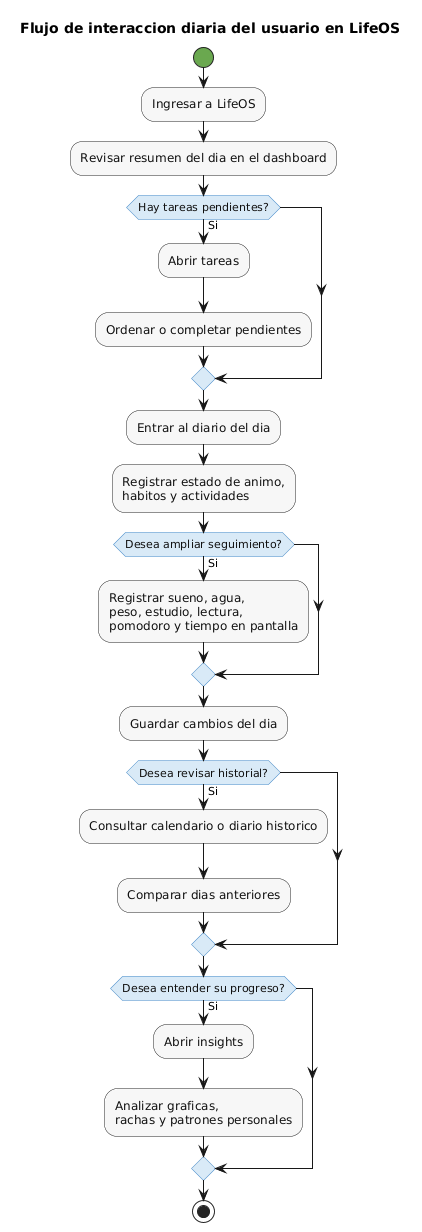 Flujo de interaccion diaria del usuario en LifeOS
Ingresar a LifeOS
Revisar resumen del dia en el dashboard
Hay tareas pendientes?
Si
Abrir tareas
Ordenar o completar pendientes
Entrar al diario del dia
Registrar estado de animo,
habitos y actividades
Desea ampliar seguimiento?
Si
Registrar sueno, agua,
peso, estudio, lectura,
pomodoro y tiempo en pantalla
Guardar cambios del dia
Desea revisar historial?
Si
Consultar calendario o diario historico
Comparar dias anteriores
Desea entender su progreso?
Si
Abrir insights
Analizar graficas,
rachas y patrones personales